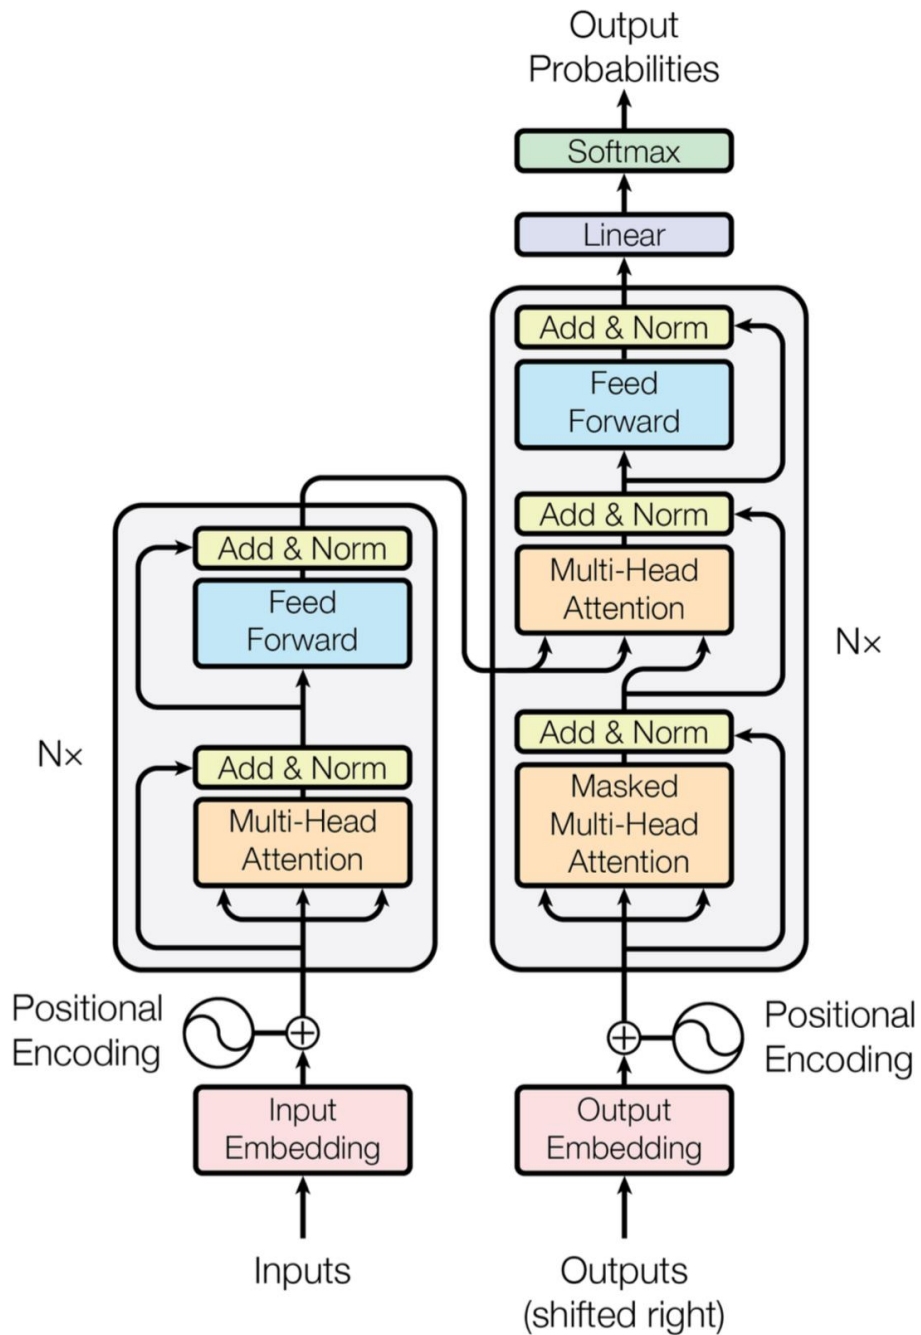 Output
Probabilities
Softmax
Linear
Add & Norm
Feed
Forward
Add & Norm
Multi-Head
Attention
Add & Norm
Masked
Multi-Head
Attention
N×
Add & Norm
Feed
Forward
Add & Norm
Multi-Head
Attention
N×
Positional
Encoding
Positional
Encoding
Input
Embedding
Output
Embedding
Inputs
Outputs
(shifted right)